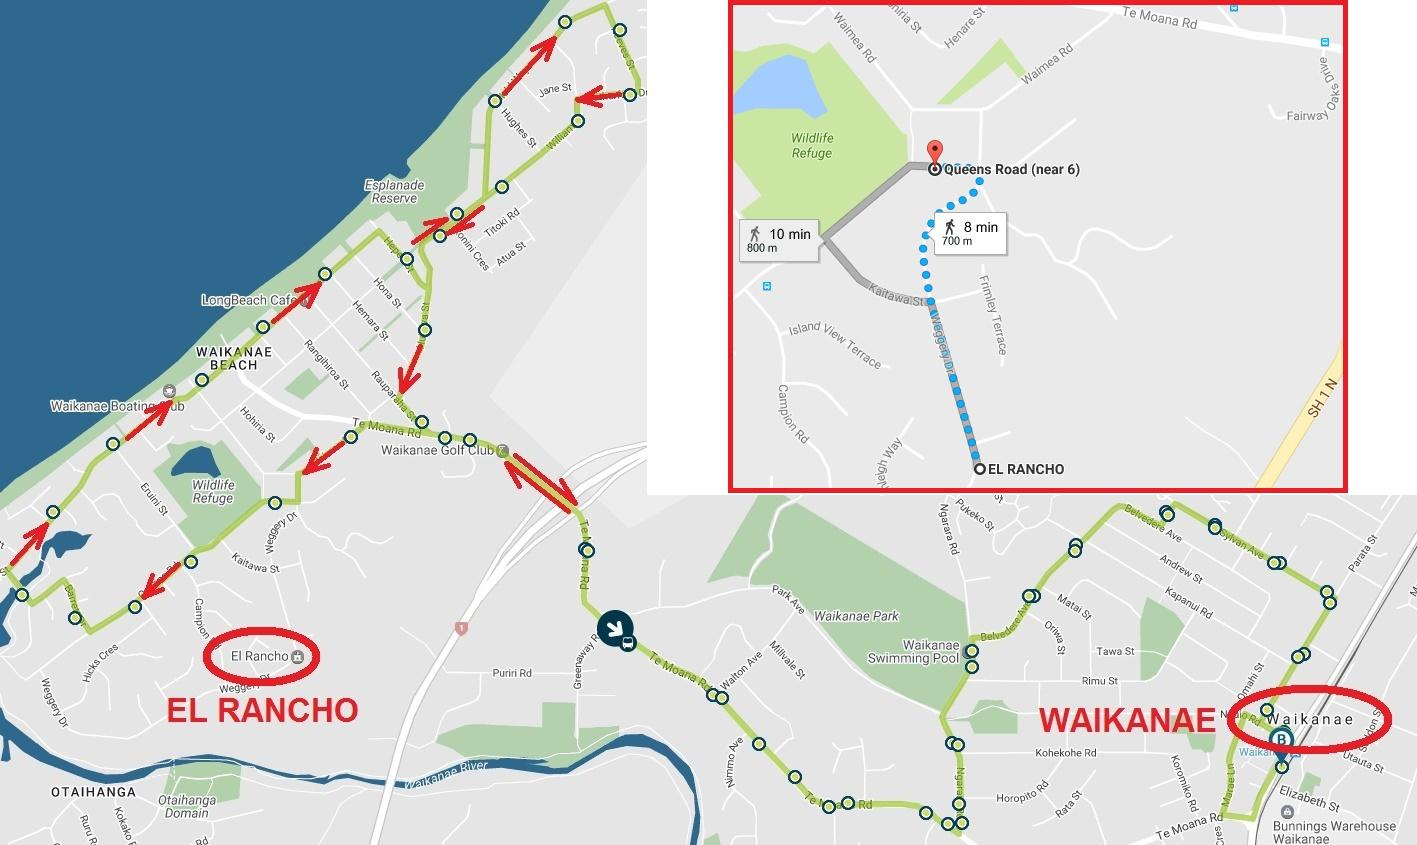 Jane St
Hughes St
Esplanade
Reserve
Titoki Rd
Atua St
LongBeach Cafe
Hona St
Hemara St
WAIKANAE
BEACH
Rangihiroa St
Rauparaha St
Waikanae Boating Club
Hohiria St
Te Moana Rd
Waikanae Golf Club
Wildlife
Refuge
Eruini St
Weggery Dr
Kaitawa St
Hicks Cres
Weggery Dr
El Rancho
Weggery Dr
EL RANCHO
OTAIHANGA
Otaihanga
Domain
Waikanae River
1
Puriri Rd
Te Moana Rd
Walton Ave
Millvale St
Park Ave
Nimmo Ave
Waikanae Park
Waikanae
Swimming Pool
Ngarara Rd
Pukeko St
Belvedere Ave
Belvedere Ave
Sylvan Ave
Parata St
Andrew St
Kapanui Rd
Matai St
Oriwa St
Tawa St
Rimu St
Omahi St
WAIKANAE
Waikanae
B
Utauta St
Kohekohe Rd
Koromiko Rd
Horopito Rd
Rata St
Elizabeth St
Te Moana Rd
Bunnings Warehouse
Waikanae
Waimea Rd
Henare St
Te Moana Rd
Waimea Rd
Fairway Oaks Drive
Wildlife
Refuge
Queens Road (near 6)
10 min
800 m
8 min
700 m
Kaitawa St
Weggery Dr
Frimley Terrace
Island View Terrace
Campion Rd
SH 1 N
EL RANCHO